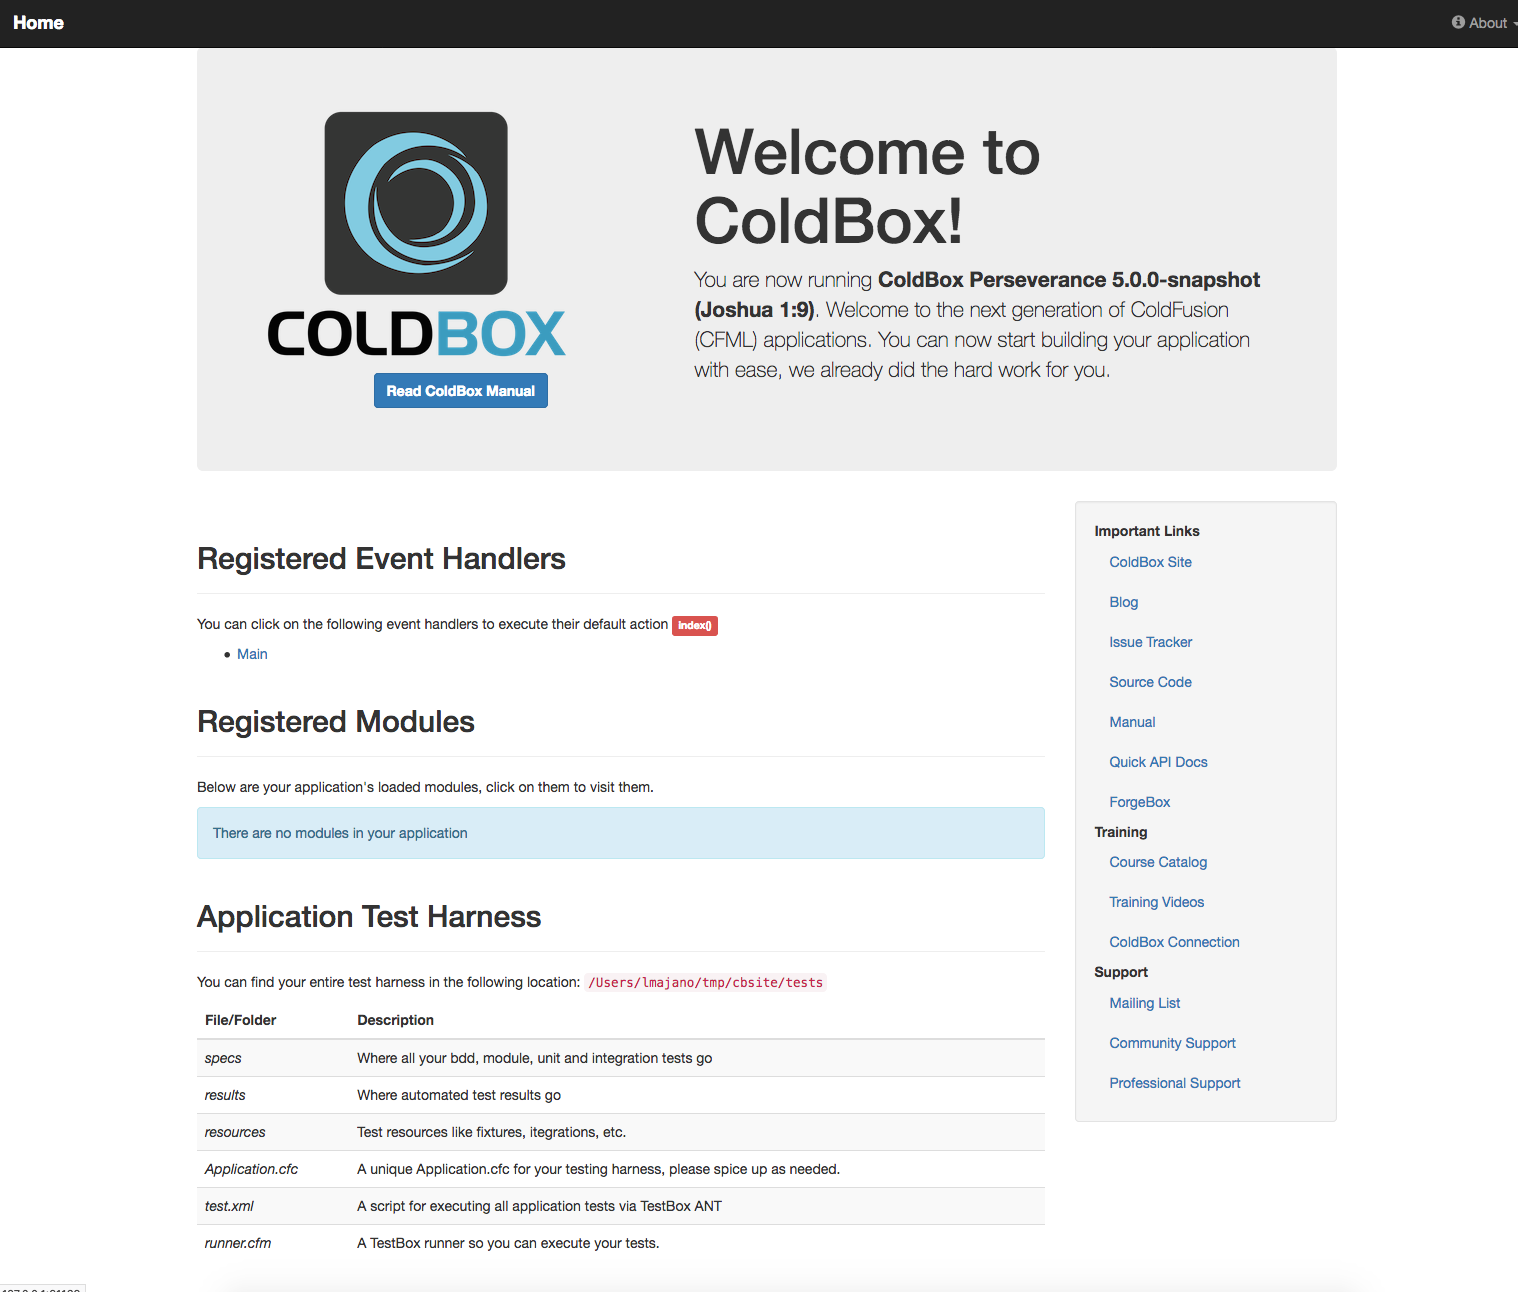 Home
About
COLDBOX
Read ColdBox Manual
Welcome to
ColdBox!
You are now running ColdBox Perseverance 5.0.0-snapshot
(Joshua 1:9). Welcome to the next generation of ColdFusion
(CFML) applications. You can now start building your application
with ease, we already did the hard work for you.
Registered Event Handlers
You can click on the following event handlers to execute their default action index()
• Main
Registered Modules
Below are your application's loaded modules, click on them to visit them.
There are no modules in your application
Application Test Harness
You can find your entire test harness in the following location: /Users/lmajano/tmp/cbsite/tests
File/Folder Description
specs Where all your bdd, module, unit and integration tests go
results Where automated test results go
resources Test resources like fixtures, itegrations, etc.
Application.cfc A unique Application.cfc for your testing harness, please spice up as needed.
test.xml A script for executing all application tests via TestBox ANT
runner.cfm A TestBox runner so you can execute your tests.
Important Links
ColdBox Site
Blog
Issue Tracker
Source Code
Manual
Quick API Docs
ForgeBox
Training
Course Catalog
Training Videos
ColdBox Connection
Support
Mailing List
Community Support
Professional Support